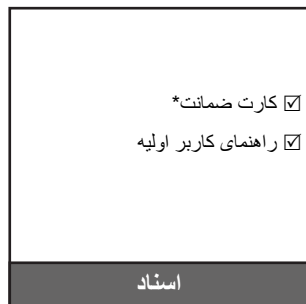 ☑ کارت ضمانت*
☑ راهنمای کاربر اولیه
اسناد